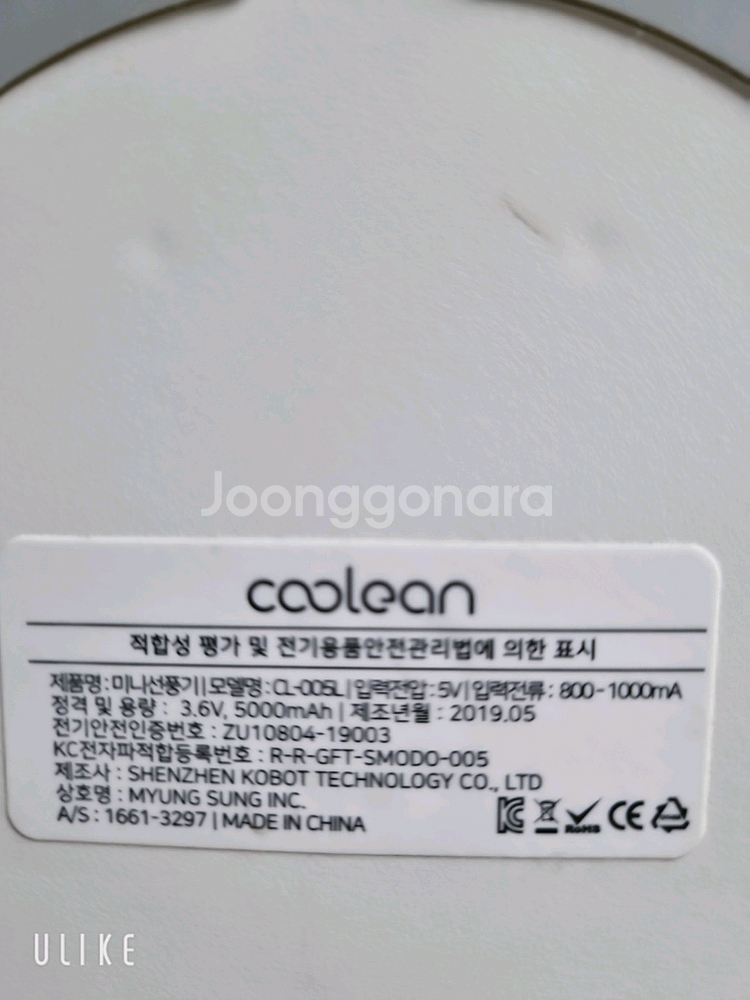 Joonggonara
coolean
적합성 평가 및 전기용품안전관리법에 의한 표시
제품명 : 미니선풍기 | 모델명 : CL-005L | 입력전압 : 5V | 입력전류 : 800-1000mA
정격 및 용량 : 3.6V, 5000mAh | 제조년월 : 2019.05
전기안전인증번호 : ZU10804-19003
KC전자파적합등록번호 : R-R-GFT-SMODO-005
제조사 : SHENZHEN KOBOT TECHNOLOGY CO., LTD
상호명 : MYUNG SUNG INC.
A/S : 1661-3297 | MADE IN CHINA
RoHS CE
ULIKE